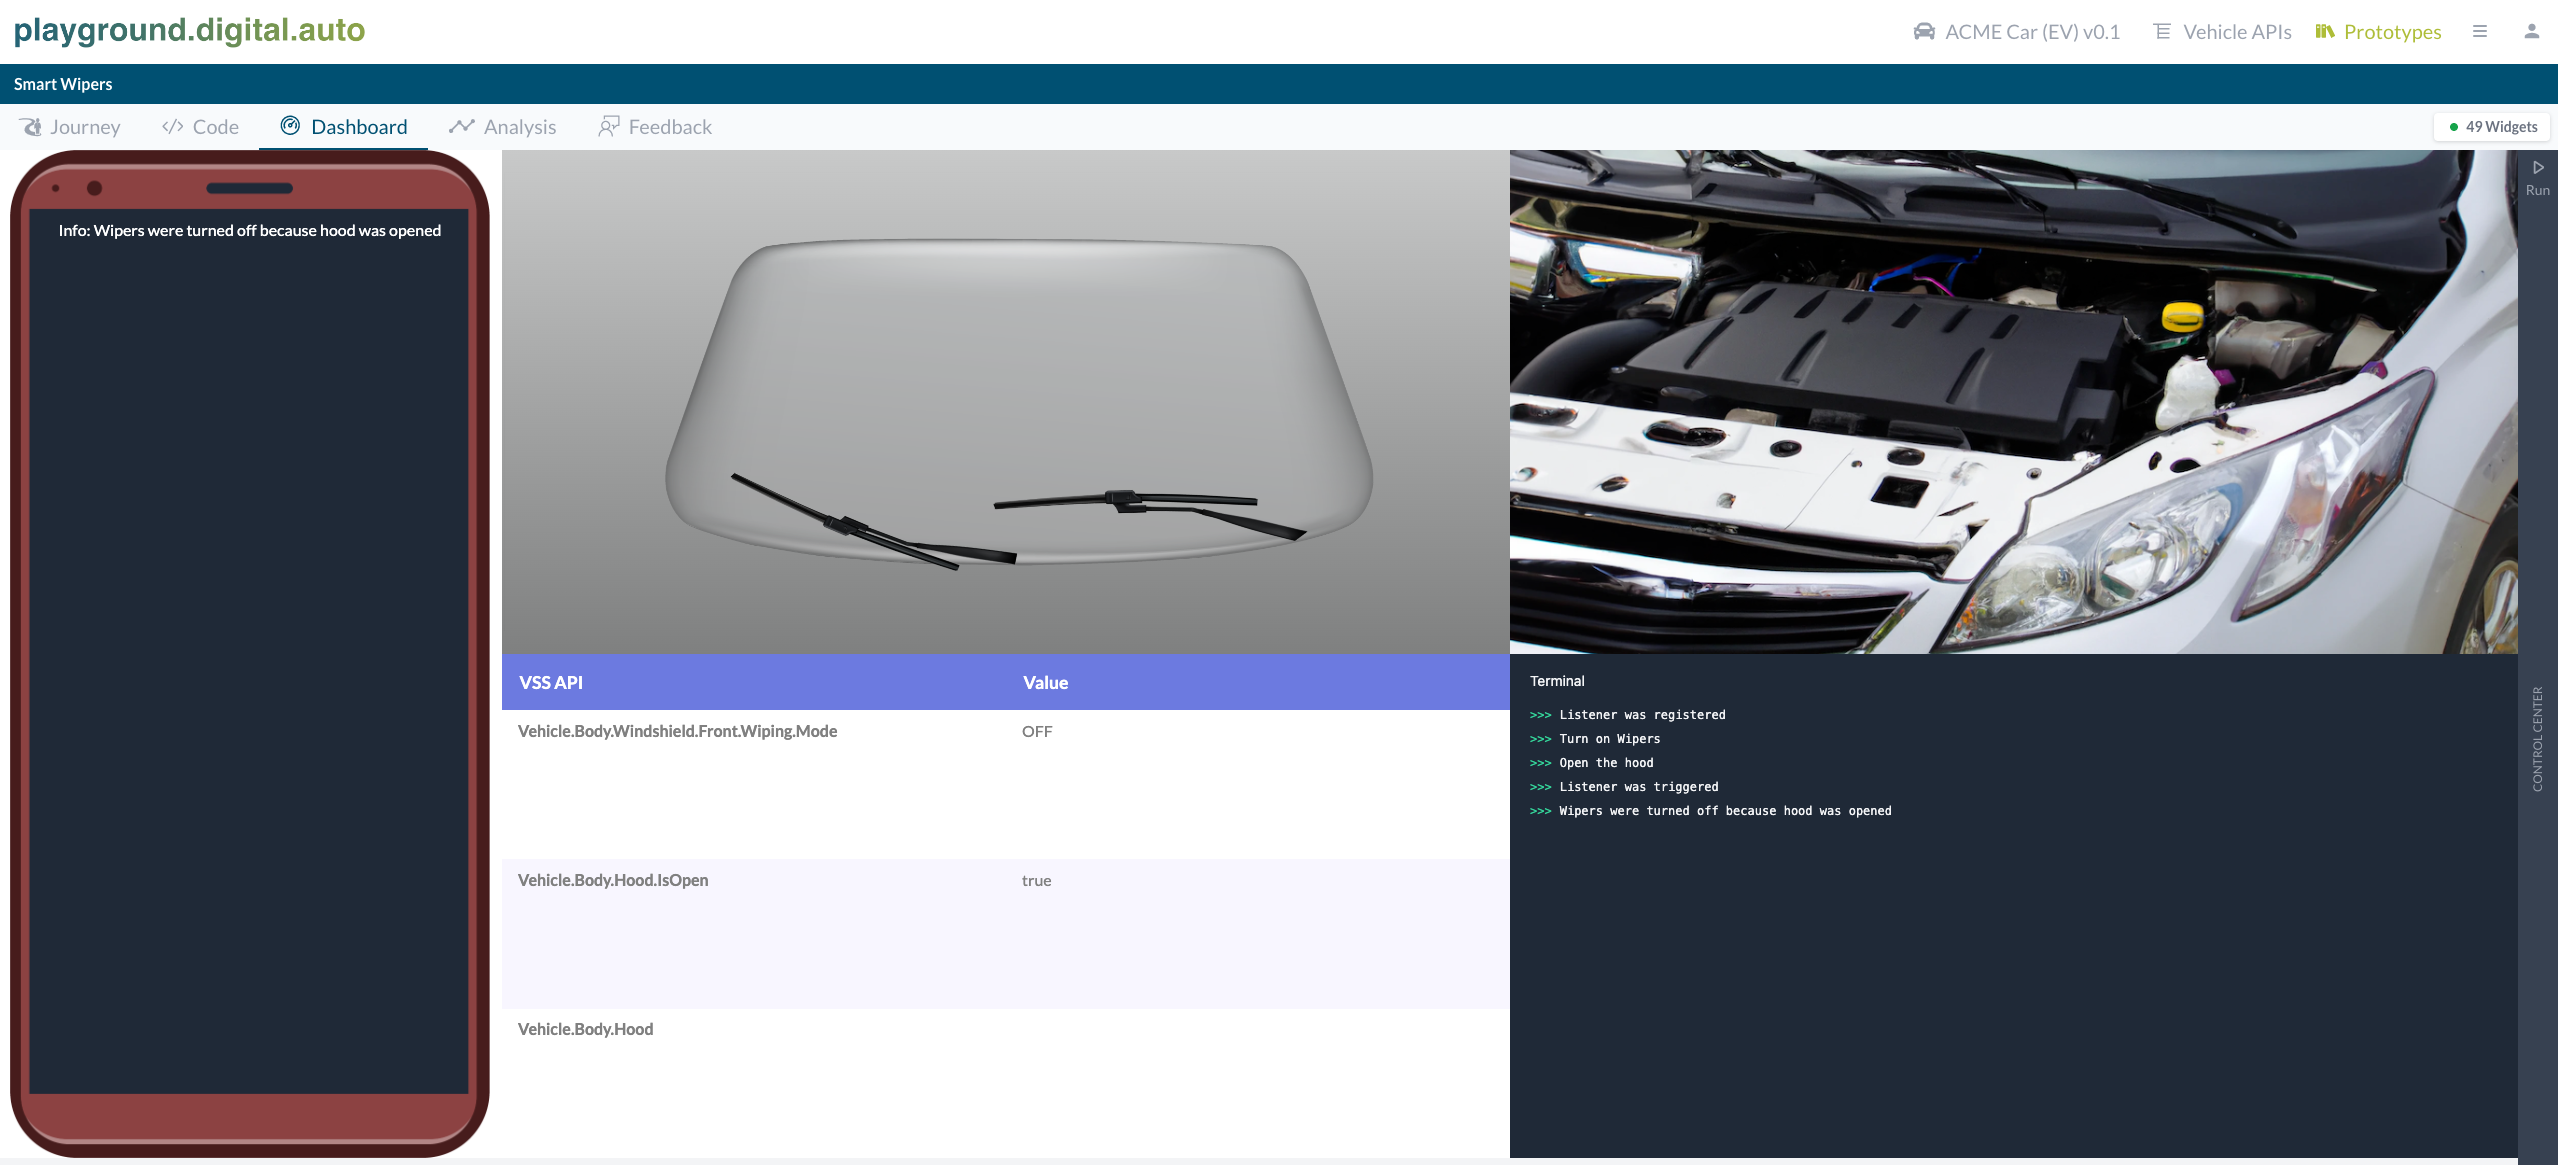 playground.digital.auto
ACME Car (EV) v0.1
Vehicle APIs
Prototypes
Smart Wipers
Journey
Code
Dashboard
Analysis
Feedback
49 Widgets
Info: Wipers were turned off because hood was opened
Run
VSS API
Value
Vehicle.Body.Windshield.Front.Wiping.Mode
OFF
Vehicle.Body.Hood.IsOpen
true
Vehicle.Body.Hood
Terminal
>>> Listener was registered
>>> Turn on Wipers
>>> Open the hood
>>> Listener was triggered
>>> Wipers were turned off because hood was opened
CONTROL CENTER